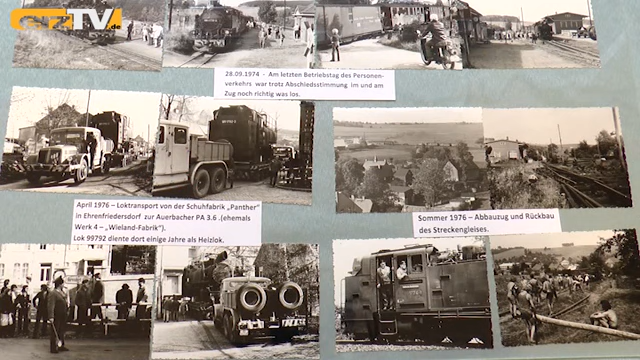 ERZTV.de
28.09.1974 - Am letzten Betriebstag des Personen-
verkehrs war trotz Abschiedsstimmung im und am
Zug noch richtig was los.
April 1976 – Loktransport von der Schuhfabrik „Panther"
in Ehrenfriedersdorf zur Auerbacher PA 3.6 .(ehemals
Werk 4 – „Wieland-Fabrik").
Lok 99792 diente dort einige Jahre als Heizlok.
Sommer 1976 – Abbauzug und Rückbau
des Streckengleises.